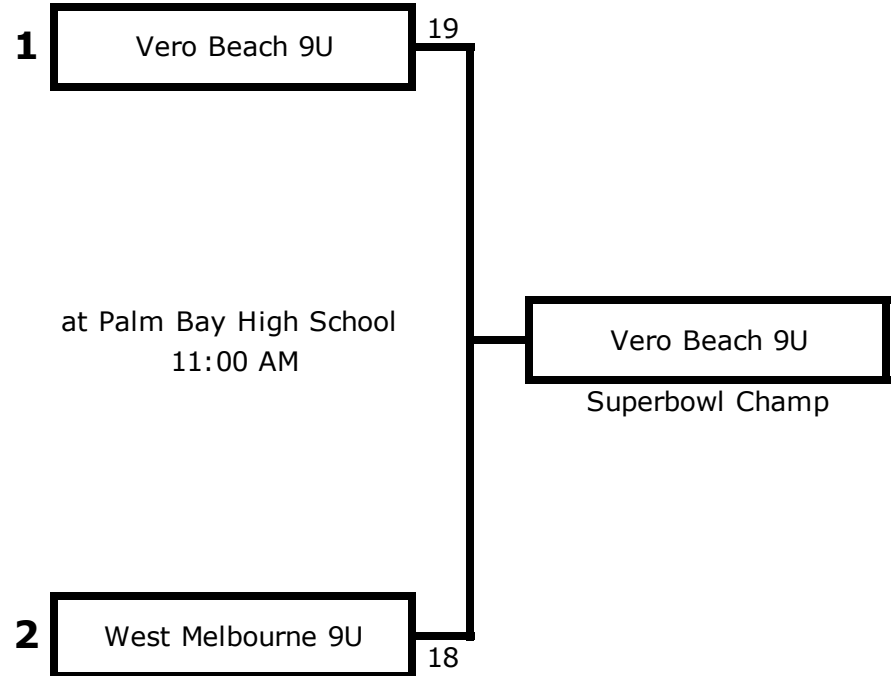 19
1
Vero Beach 9U
at Palm Bay High School
11:00 AM
Vero Beach 9U
Superbowl Champ
2
West Melbourne 9U
18